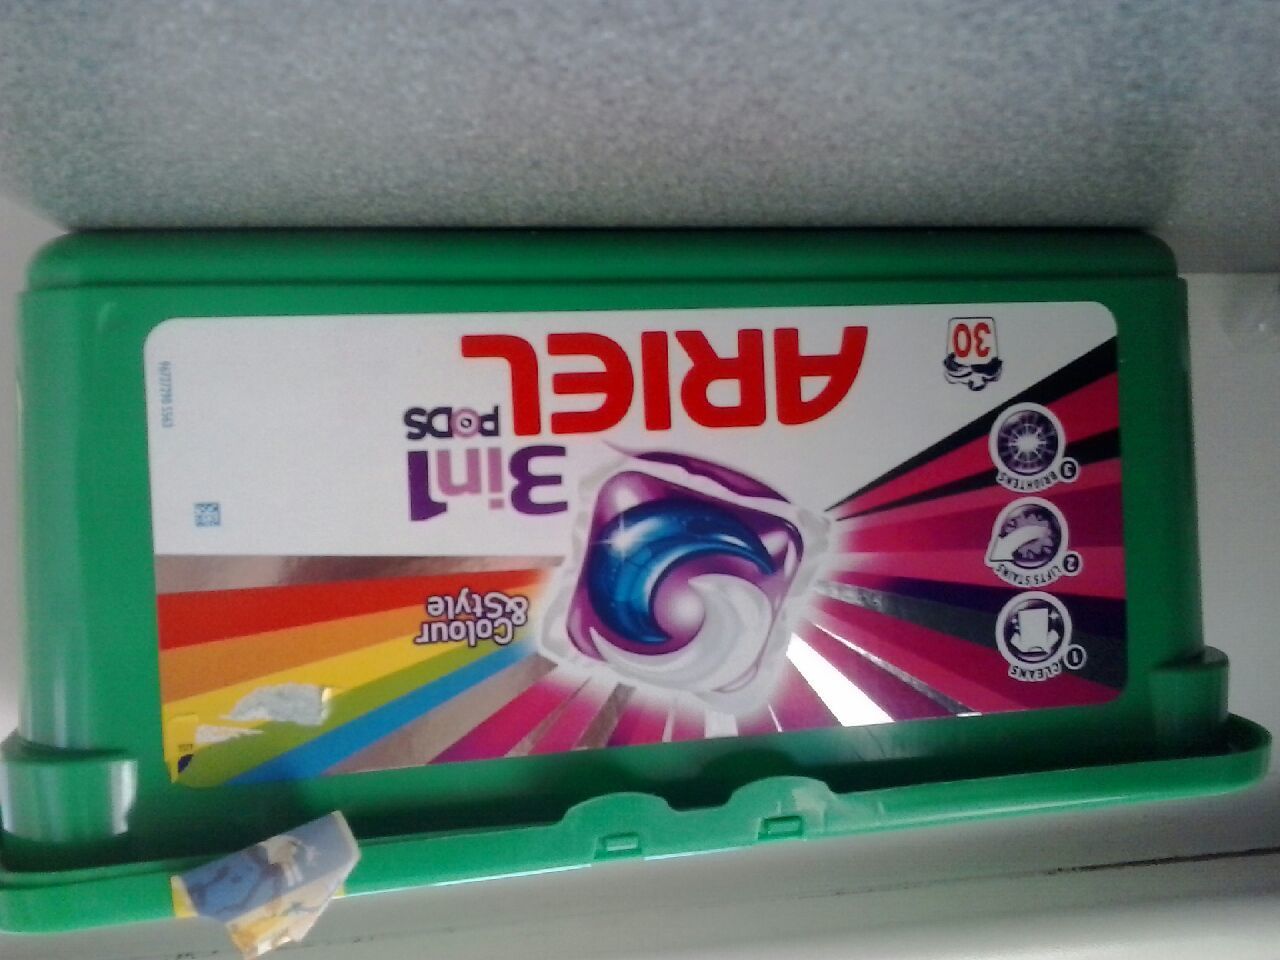 ARIEL
3in1
PODS
Colour
&Style
30
1 CLEANS
2 LIFTS STAINS
3 BRIGHTENS